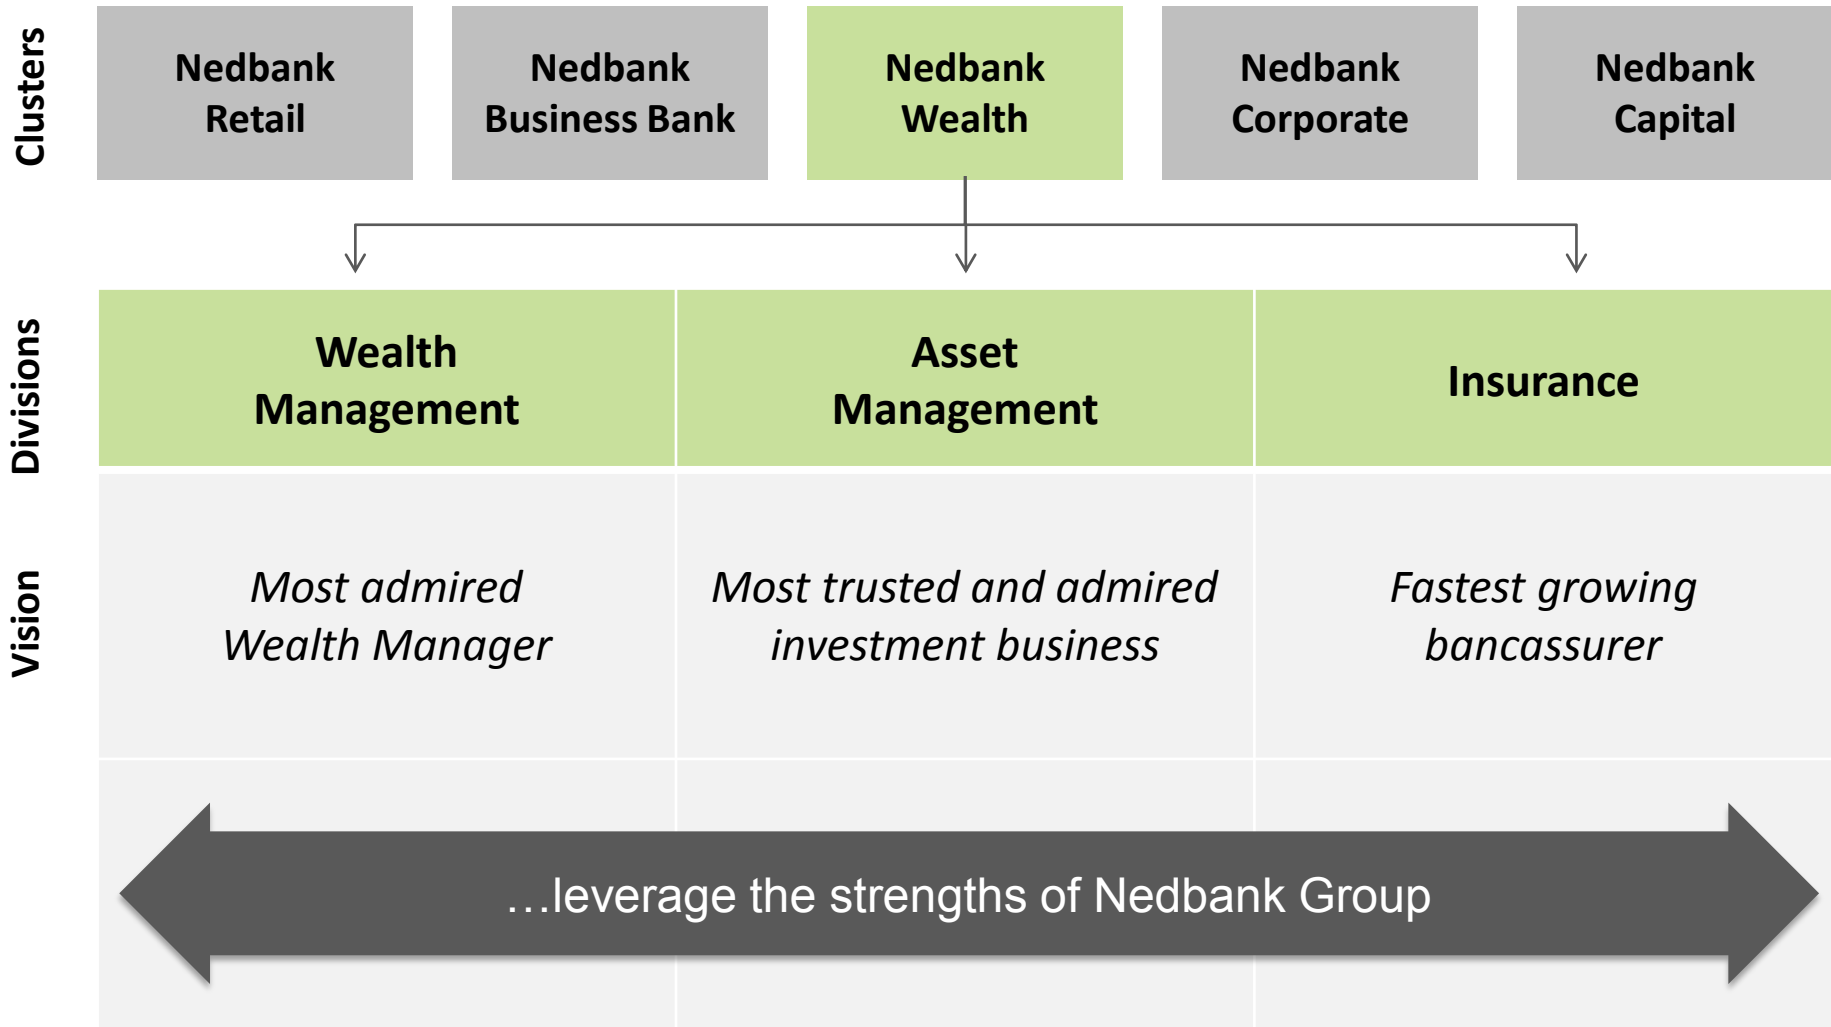 Clusters
Nedbank
Retail
Nedbank
Business Bank
Nedbank
Wealth
Nedbank
Corporate
Nedbank
Capital
Divisions
Wealth
Management
Asset
Management
Insurance
Vision
Most admired
Wealth Manager
Most trusted and admired
investment business
Fastest growing
bancassurer
…leverage the strengths of Nedbank Group